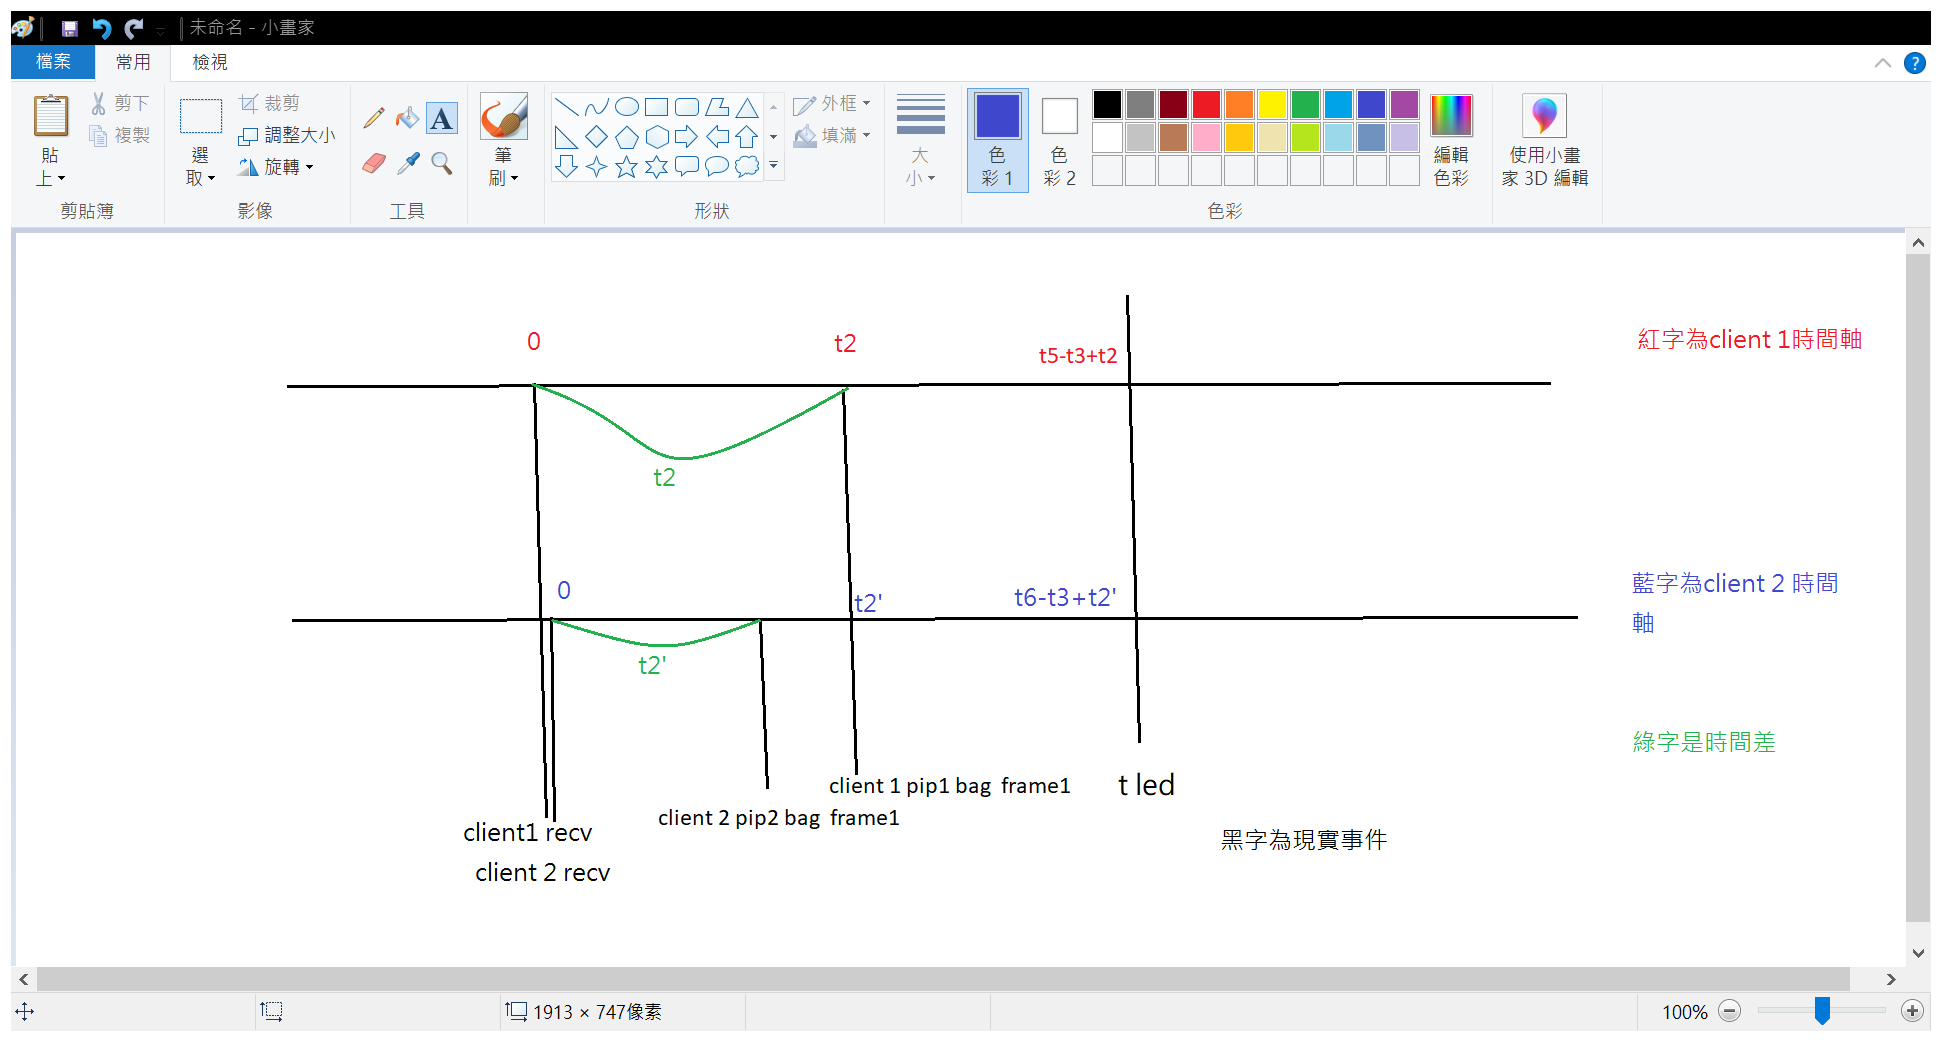 未命名 - 小畫家
檔案
常用
檢視
?
貼
上
剪下
複製
剪貼簿
選
取
裁剪
調整大小
旋轉
影像
A
工具
筆
刷
形狀
外框
填滿
大
小
色
彩 1
色
彩 2
色彩
編輯
色彩
使用小畫
家 3D 編輯
0
t2
t5-t3+t2
紅字為client 1時間軸
t2
0
t2'
t6-t3+t2'
藍字為client 2 時間
軸
t2'
綠字是時間差
client 1 pip1 bag frame1
t led
client 2 pip2 bag frame1
client1 recv
黑字為現實事件
client 2 recv
1913 × 747像素
100%